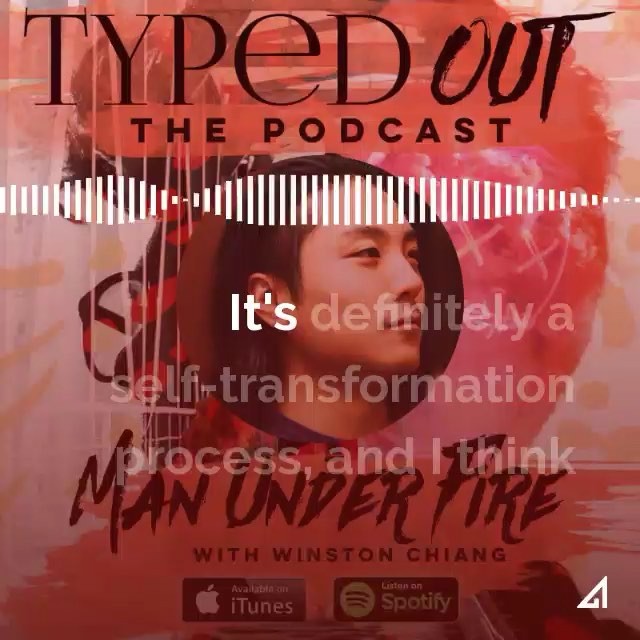 TYPeD OUT
THE PODCAST
It's definitely a
self-transformation
process, and I think
MAN UNDER FIRE
WITH WINSTON CHIANG
Available on
iTunes
Listen on
Spotify